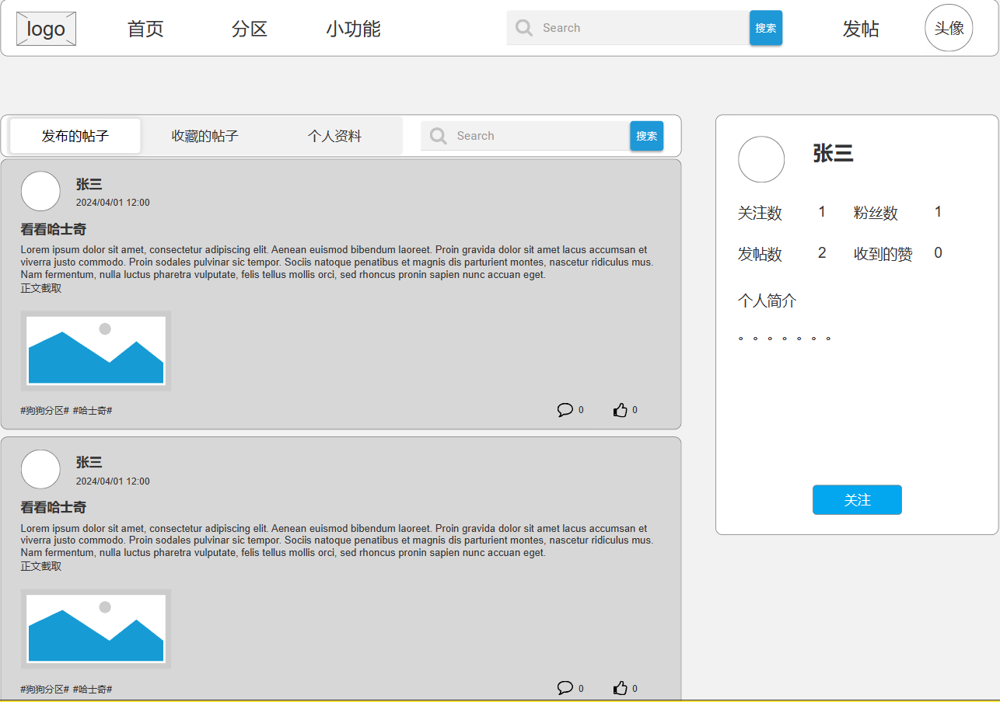 logo 首页 分区 小功能 Search 搜索 发帖 头像
发布的帖子 收藏的帖子 个人资料 Search 搜索
张三
2024/04/01 12:00
看看哈士奇
Lorem ipsum dolor sit amet, consectetur adipiscing elit. Aenean euismod bibendum laoreet. Proin gravida dolor sit amet lacus accumsan et
viverra justo commodo. Proin sodales pulvinar sic tempor. Sociis natoque penatibus et magnis dis parturient montes, nascetur ridiculus mus.
Nam fermentum, nulla luctus pharetra vulputate, felis tellus mollis orci, sed rhoncus pronin sapien nunc accuan eget.
正文截取
#狗狗分区# #哈士奇# 0 0
张三
2024/04/01 12:00
看看哈士奇
Lorem ipsum dolor sit amet, consectetur adipiscing elit. Aenean euismod bibendum laoreet. Proin gravida dolor sit amet lacus accumsan et
viverra justo commodo. Proin sodales pulvinar sic tempor. Sociis natoque penatibus et magnis dis parturient montes, nascetur ridiculus mus.
Nam fermentum, nulla luctus pharetra vulputate, felis tellus mollis orci, sed rhoncus pronin sapien nunc accuan eget.
正文截取
#狗狗分区# #哈士奇# 0 0
张三
关注数 1 粉丝数 1
发帖数 2 收到的赞 0
个人简介
。。。。。。。
关注